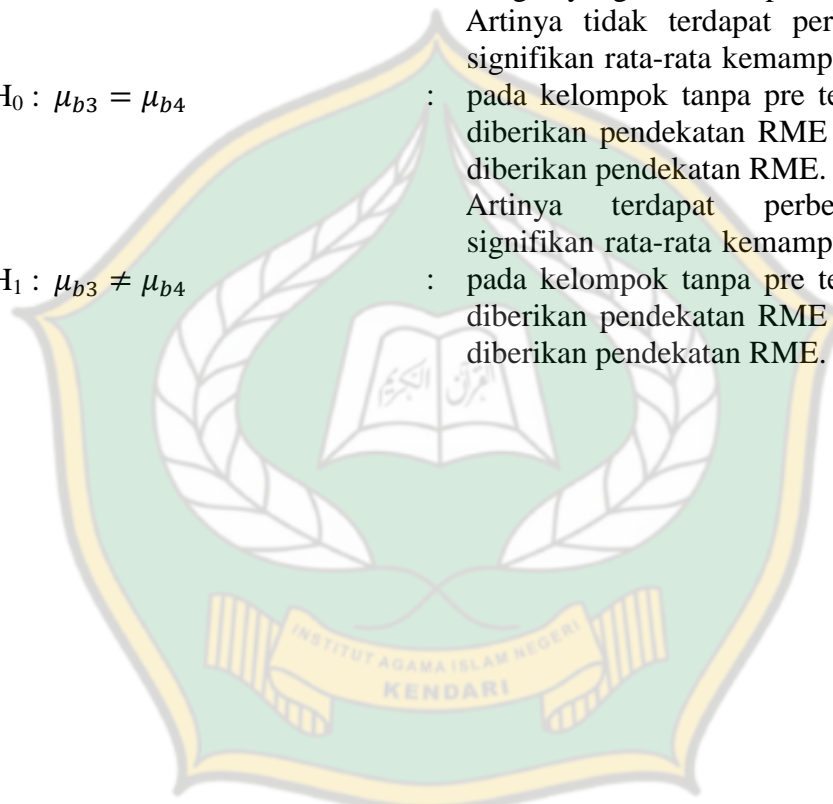 Artinya tidak terdapat per
signifikan rata-rata kemamp
H₀ : μb3 = μb4 : pada kelompok tanpa pre te
diberikan pendekatan RME
diberikan pendekatan RME.
Artinya terdapat perbe
signifikan rata-rata kemamp
H₁ : μb3 ≠ μb4 : pada kelompok tanpa pre te
diberikan pendekatan RME
diberikan pendekatan RME.
القرآن الكريم
INSTITUT AGAMA ISLAM NEGERI
KENDARI